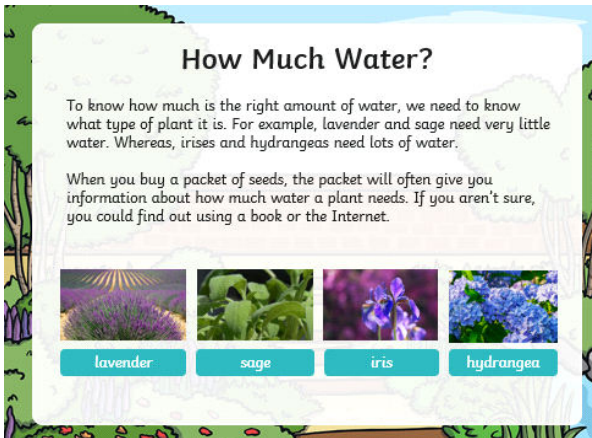 How Much Water?
To know how much is the right amount of water, we need to know
what type of plant it is. For example, lavender and sage need very little
water. Whereas, irises and hydrangeas need lots of water.
When you buy a packet of seeds, the packet will often give you
information about how much water a plant needs. If you aren't sure,
you could find out using a book or the Internet.
lavender
sage
iris
hydrangea